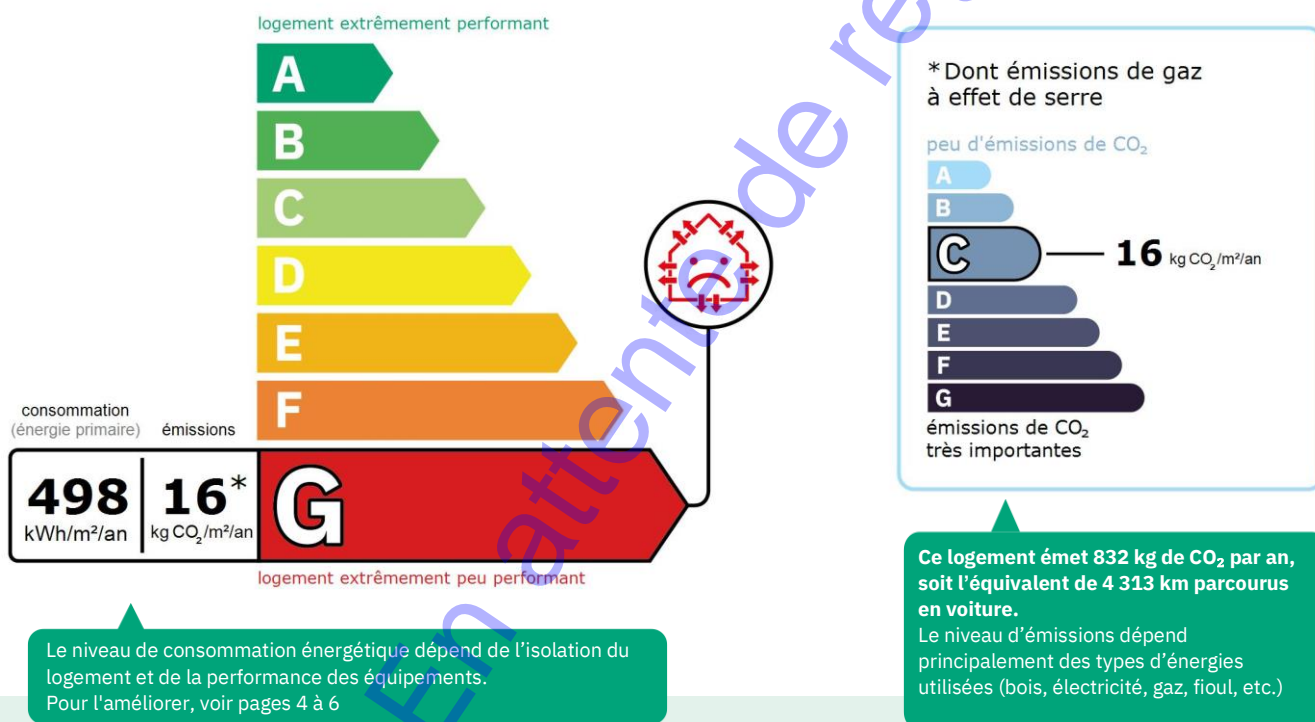 logement extrêmement performant
A
B
C
D
E
F
consommation
(énergie primaire)
émissions
498
kWh/m²/an
16*
kg CO₂/m²/an
G
logement extrêmement peu performant
Le niveau de consommation énergétique dépend de l'isolation du
logement et de la performance des équipements.
Pour l'améliorer, voir pages 4 à 6
*Dont émissions de gaz
à effet de serre
peu d'émissions de CO₂
A
B
C
16 kg CO₂/m²/an
D
E
F
G
émissions de CO₂
très importantes
Ce logement émet 832 kg de CO₂ par an,
soit l’équivalent de 4 313 km parcourus
en voiture.
Le niveau d’émissions dépend
principalement des types d’énergies
utilisées (bois, électricité, gaz, fioul, etc.)
En attente de